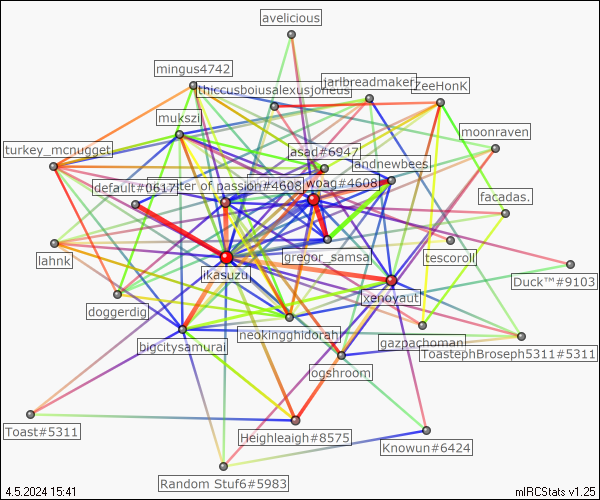 avelicious
mingus4742
thiccusboiusalexusjoneus
jarlbreadmaker
ZeeHonK
mukszi
moonraven
turkey_mcnugget
asad#6947
andnewbees
default#0617
ter of passion#4608
woag#4608
facadas.
gregor_samsa
tescoroll
lahnk
ikasuzu
Duck™#9103
xenoyaut
doggerdig
neokingghidorah
gazpachoman
bigcitysamurai
ToastephBroseph5311#5311
ogshroom
Toast#5311
Heighleigh#8575
Knowun#6424
Random Stuf6#5983
4.5.2024 15:41
mIRCStats v1.25